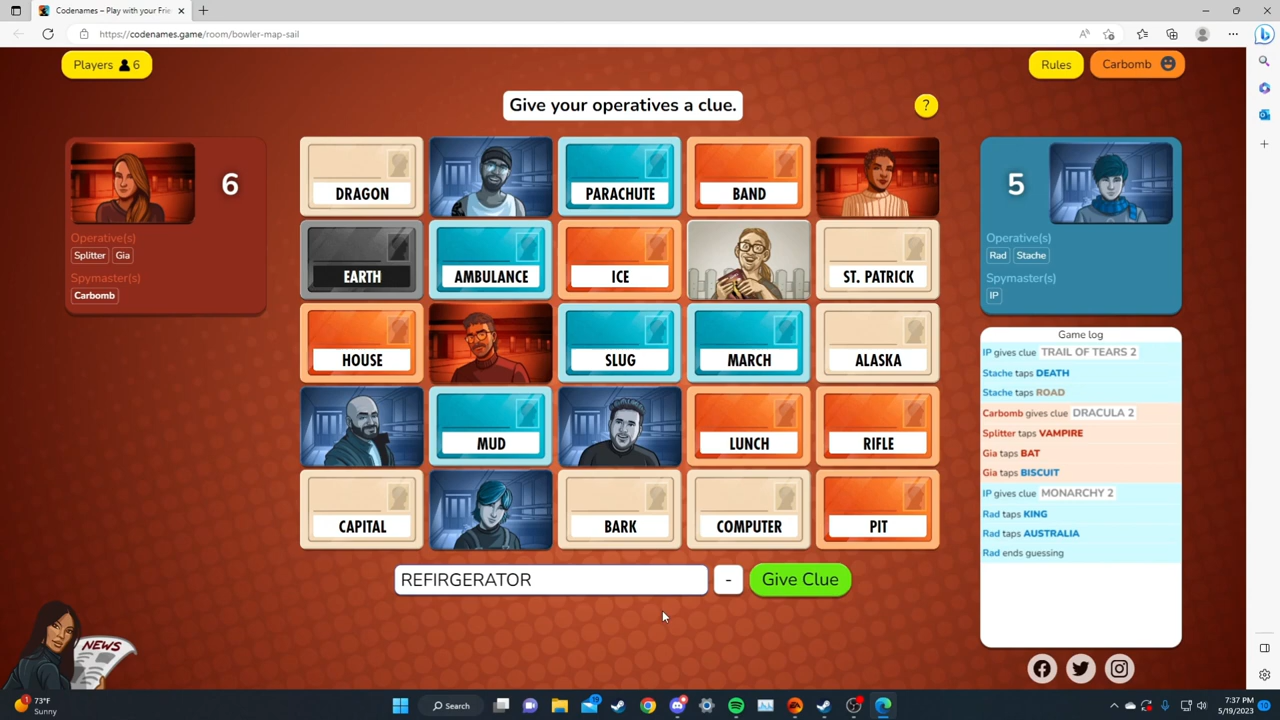 Codenames – Play with your Frie
https://codenames.game/room/bowler-map-sail
Players 6
Rules
Carbomb
Give your operatives a clue.
?
6
Operative(s)
Splitter Gia
Spymaster(s)
Carbomb
DRAGON
PARACHUTE
BAND
EARTH
AMBULANCE
ICE
ST. PATRICK
HOUSE
SLUG
MARCH
ALASKA
MUD
LUNCH
RIFLE
CAPITAL
BARK
COMPUTER
PIT
5
Operative(s)
Rad Stache
Spymaster(s)
IP
Game log
IP gives clue TRAIL OF TEARS 2
Stache taps DEATH
Stache taps ROAD
Carbomb gives clue DRACULA 2
Splitter taps VAMPIRE
Gia taps BAT
Gia taps BISCUIT
IP gives clue MONARCHY 2
Rad taps KING
Rad taps AUSTRALIA
Rad ends guessing
REFIRGERATOR
-
Give Clue
NEWS
1
73°F
Sunny
Search
7:37 PM
5/19/2023